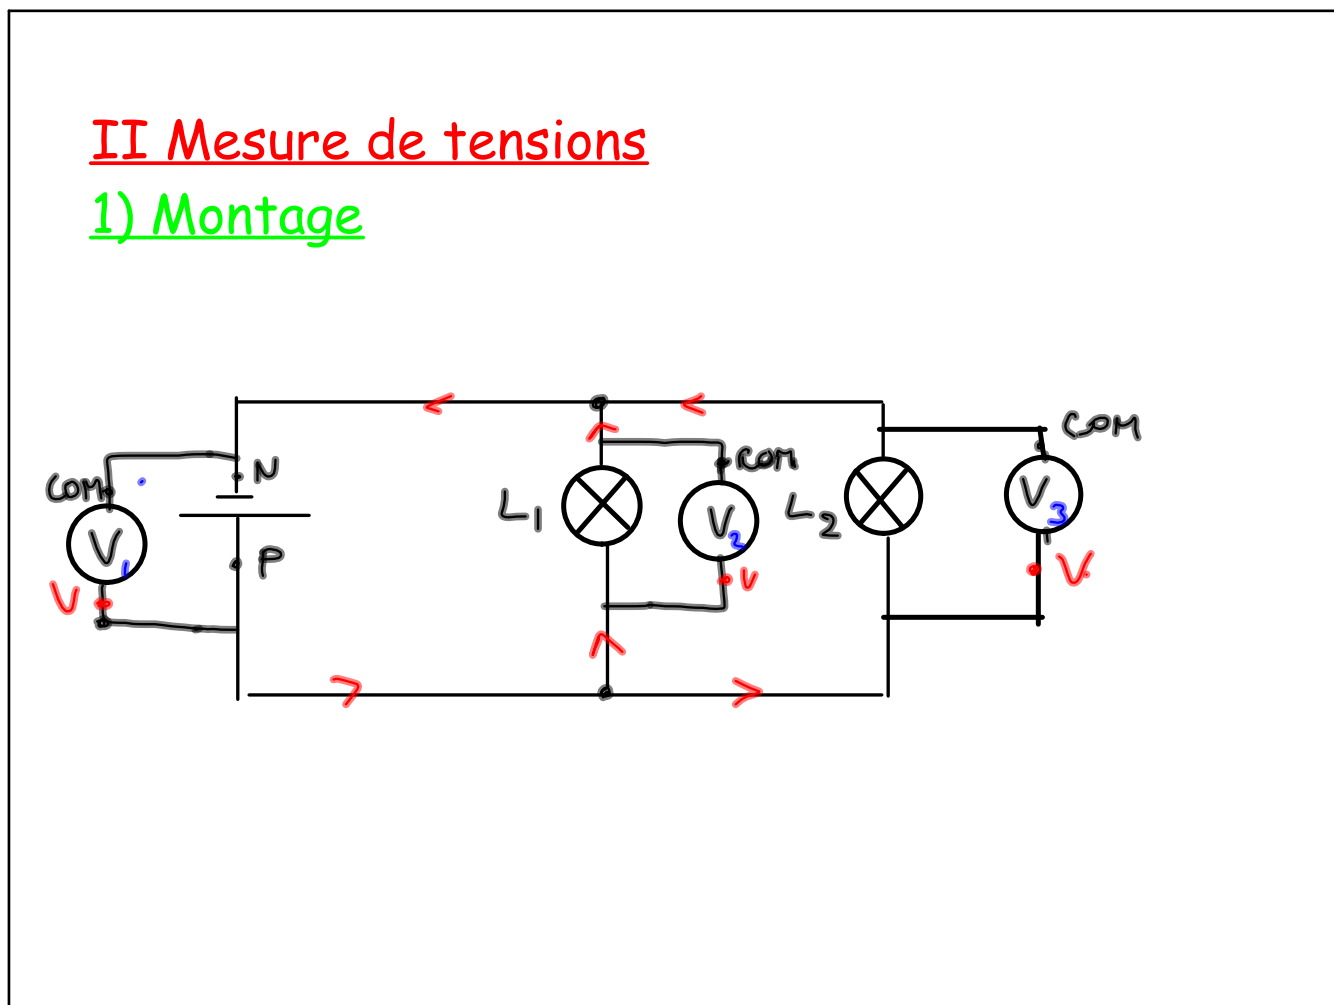 II Mesure de tensions
1) Montage
COM
N
COM
COM
V1
L1
V2
L2
V3
P
V
V
V